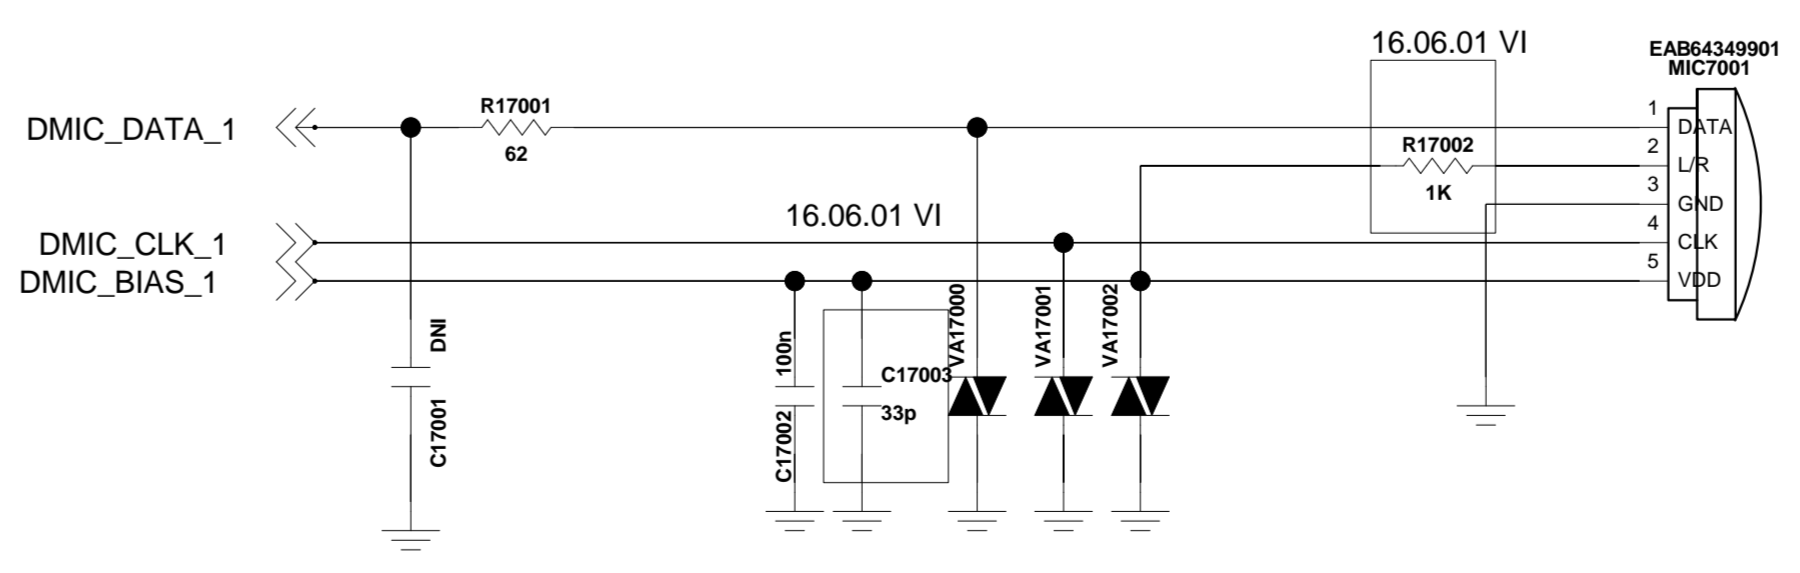 16.06.01 VI
EAB64349901
MIC7001
R17001
1
DMIC_DATA_1
DATA
62
2
R17002
L/R
1K
3
GND
16.06.01 VI
4
DMIC_CLK_1
CLK
5
DMIC_BIAS_1
VDD
DNI
C17001
100n
C17002
C17003
33p
VA17000
VA17001
VA17002